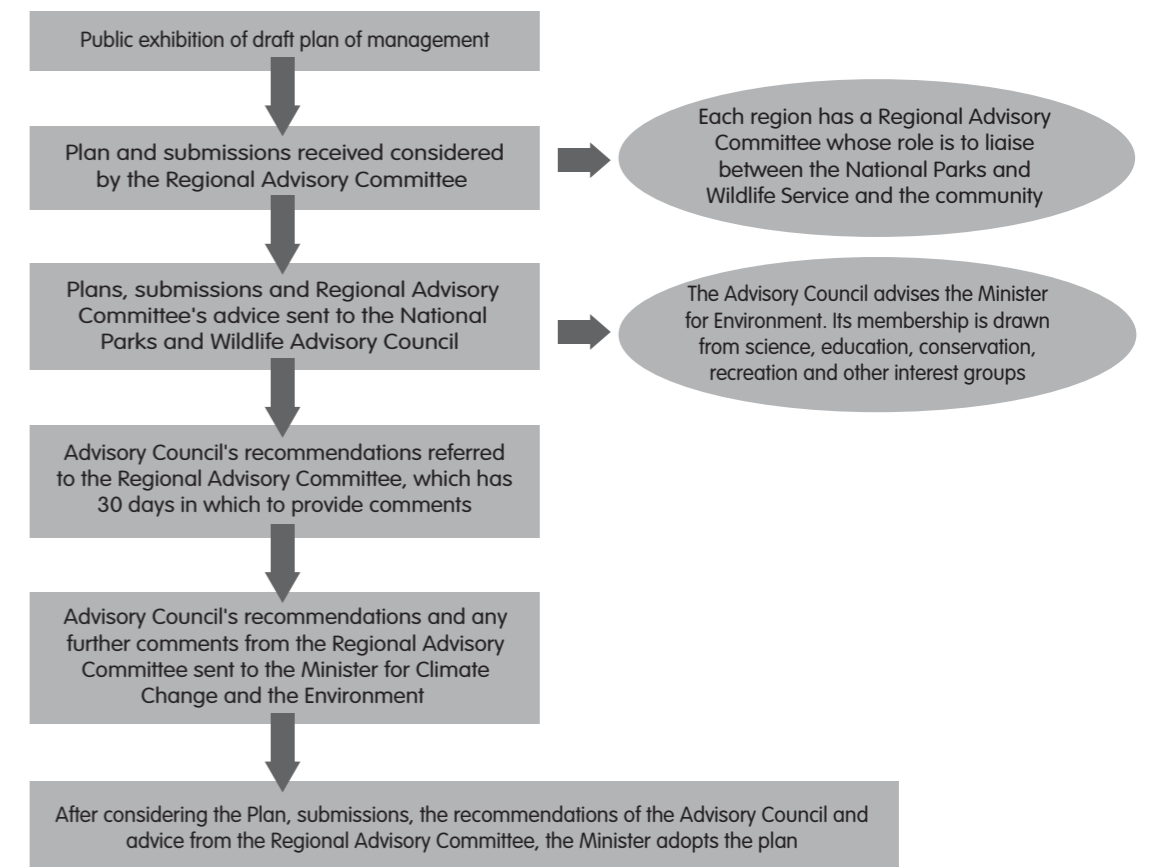 Public exhibition of draft plan of management
Plan and submissions received considered
by the Regional Advisory Committee
Each region has a Regional Advisory
Committee whose role is to liaise
between the National Parks and
Wildlife Service and the community
Plans, submissions and Regional Advisory
Committee's advice sent to the National
Parks and Wildlife Advisory Council
The Advisory Council advises the Minister
for Environment. Its membership is drawn
from science, education, conservation,
recreation and other interest groups
Advisory Council's recommendations referred
to the Regional Advisory Committee, which has
30 days in which to provide comments
Advisory Council's recommendations and any
further comments from the Regional Advisory
Committee sent to the Minister for Climate
Change and the Environment
After considering the Plan, submissions, the recommendations of the Advisory Council and
advice from the Regional Advisory Committee, the Minister adopts the plan